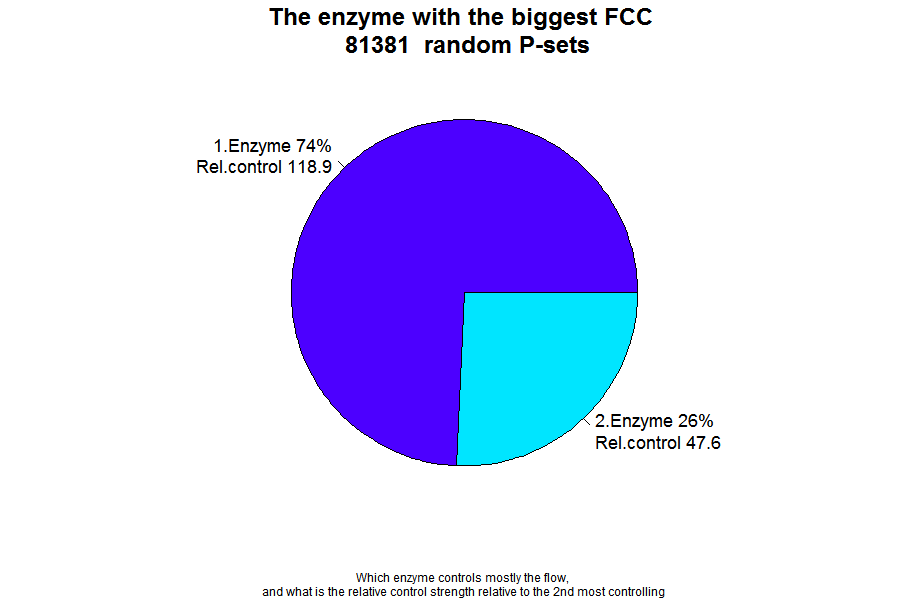 The enzyme with the biggest FCC
81381  random P-sets
1.Enzyme 74%
Rel.control 118.9
2.Enzyme 26%
Rel.control 47.6
Which enzyme controls mostly the flow,
and what is the relative control strength relative to the 2nd most controlling